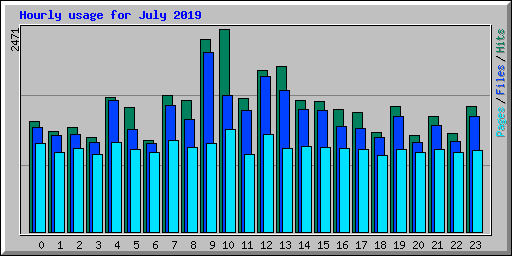 Hourly usage for July 2019
2471
Pages/Files/Hits
0 1 2 3 4 5 6 7 8 9 10 11 12 13 14 15 16 17 18 19 20 21 22 23